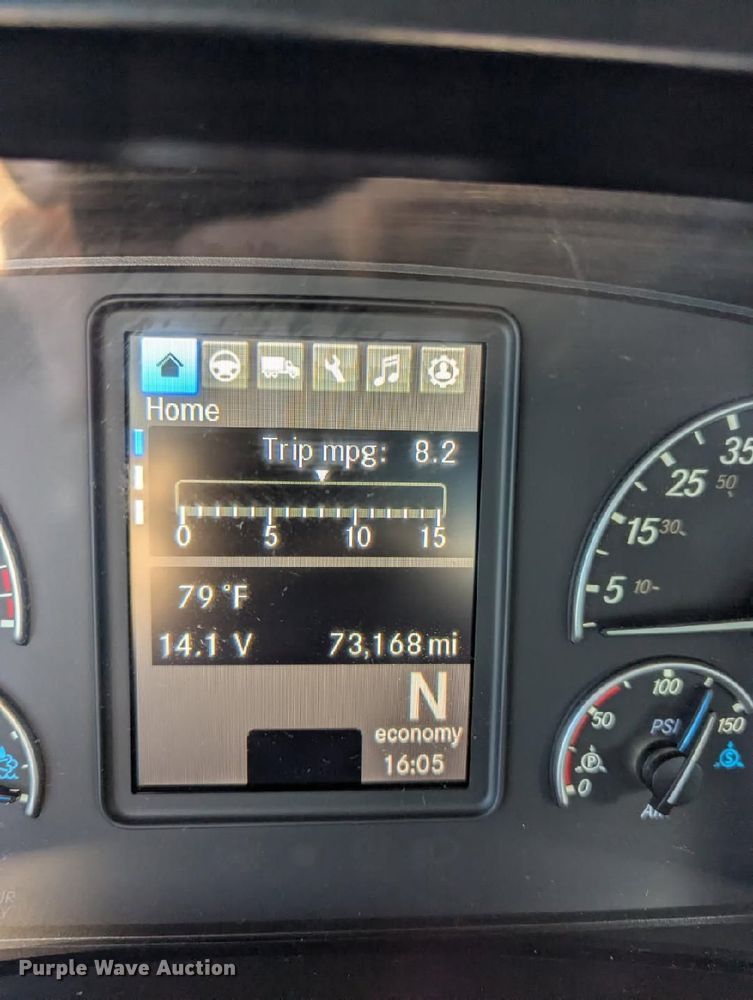 Home
Trip mpg: 8.2
0 5 10 15
79 °F
14.1 V 73,168 mi
N
economy
16:05
35
25 50
15 30
5 10
100
50 PSI 150
P S
0
Purple Wave Auction